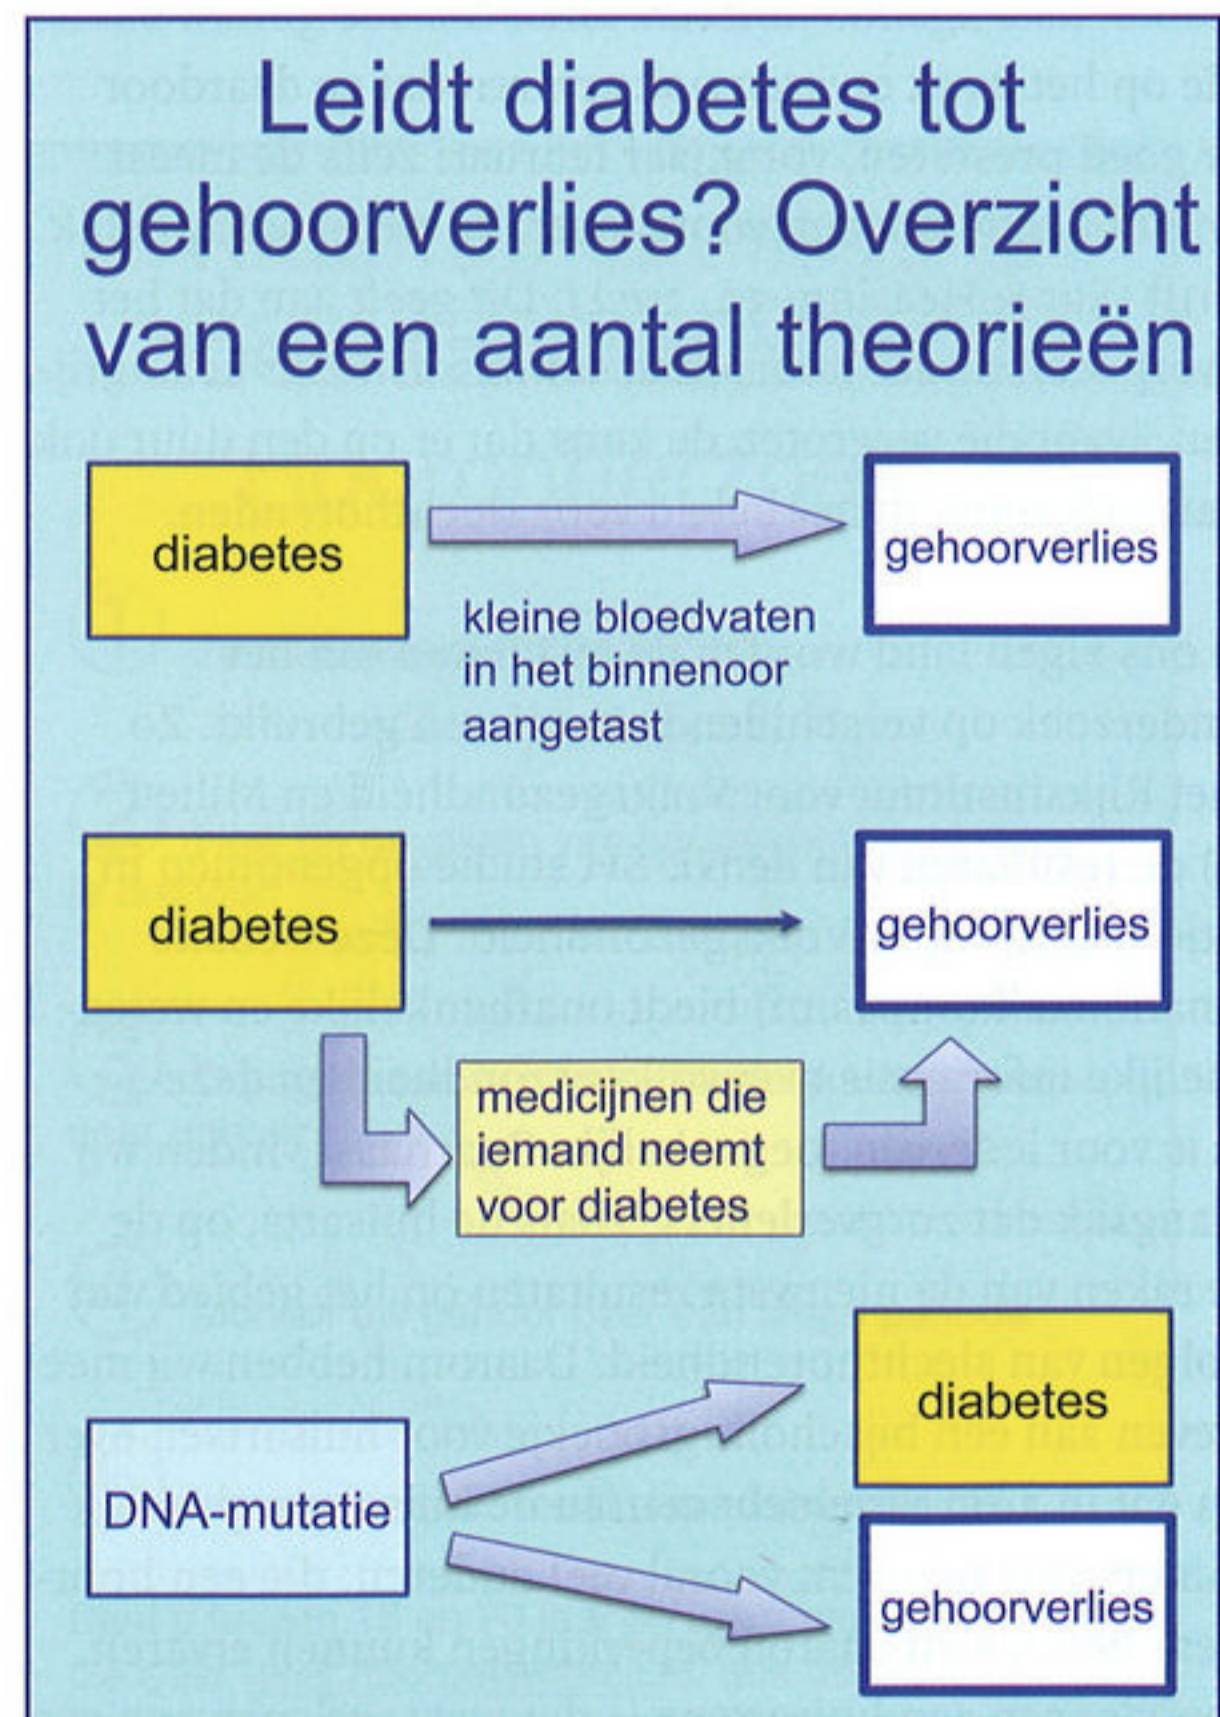 Leidt diabetes tot
gehoorverlies? Overzicht
van een aantal theorieën
diabetes
gehoorverlies
kleine bloedvaten
in het binnenoor
aangetast
diabetes
gehoorverlies
medicijnen die
iemand neemt
voor diabetes
diabetes
DNA-mutatie
gehoorverlies